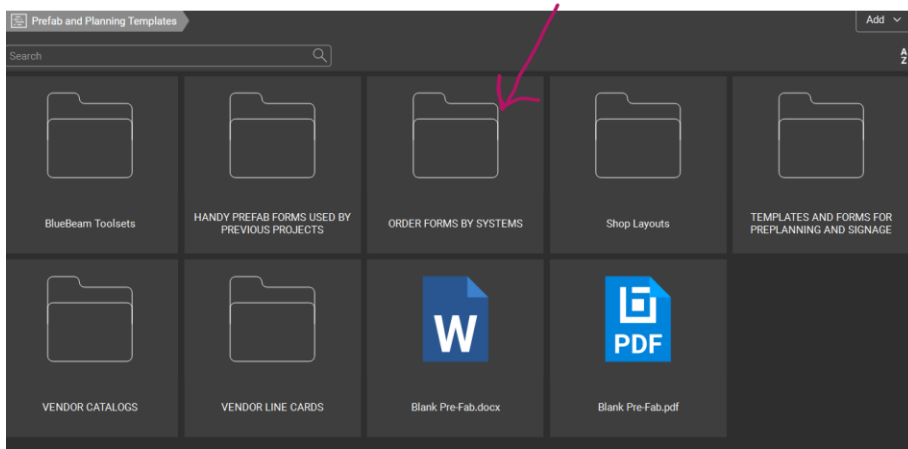 Prefab and Planning Templates
Add
Search
A
Z
BlueBeam Toolsets
HANDY PREFAB FORMS USED BY
PREVIOUS PROJECTS
ORDER FORMS BY SYSTEMS
Shop Layouts
TEMPLATES AND FORMS FOR
PREPLANNING AND SIGNAGE
W
PDF
VENDOR CATALOGS
VENDOR LINE CARDS
Blank Pre-Fab.docx
Blank Pre-Fab.pdf